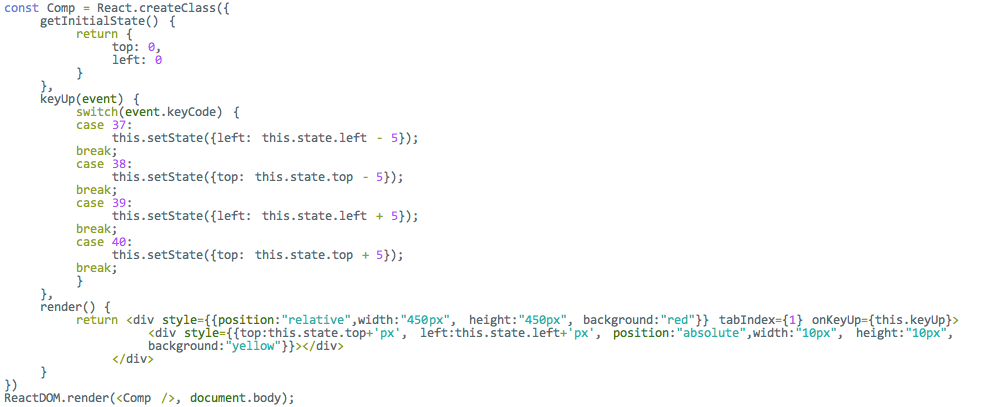 const Comp = React.createClass({
     getInitialState() {
          return {
               top: 0,
               left: 0
          }
     },
     keyUp(event) {
          switch(event.keyCode) {
          case 37:
               this.setState({left: this.state.left - 5});
          break;
          case 38:
               this.setState({top: this.state.top - 5});
          break;
          case 39:
               this.setState({left: this.state.left + 5});
          break;
          case 40:
               this.setState({top: this.state.top + 5});
          break;
          }
     },
     render() {
          return <div style={{position:"relative",width:"450px", height:"450px", background:"red"}} tabIndex={1} onKeyUp={this.keyUp}>
                    <div style={{top:this.state.top+'px', left:this.state.left+'px', position:"absolute",width:"10px", height:"10px",
                    background:"yellow"}}></div>
               </div>
     }
})
ReactDOM.render(<Comp />, document.body);